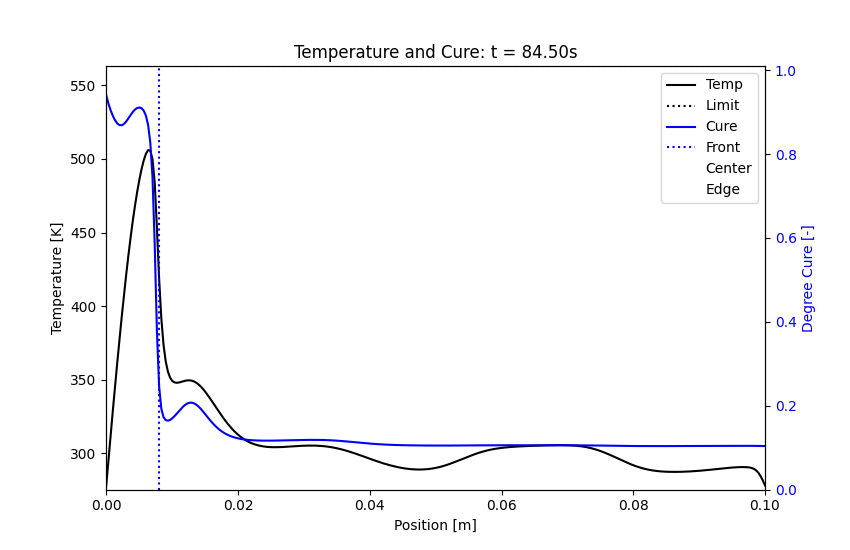 Temperature and Cure: t = 84.50s
Temp
Limit
Cure
Front
Center
Edge
Temperature [K]
550
500
450
400
350
300
Degree Cure [-]
1.0
0.8
0.6
0.4
0.2
0.0
0.00 0.02 0.04 0.06 0.08 0.10
Position [m]